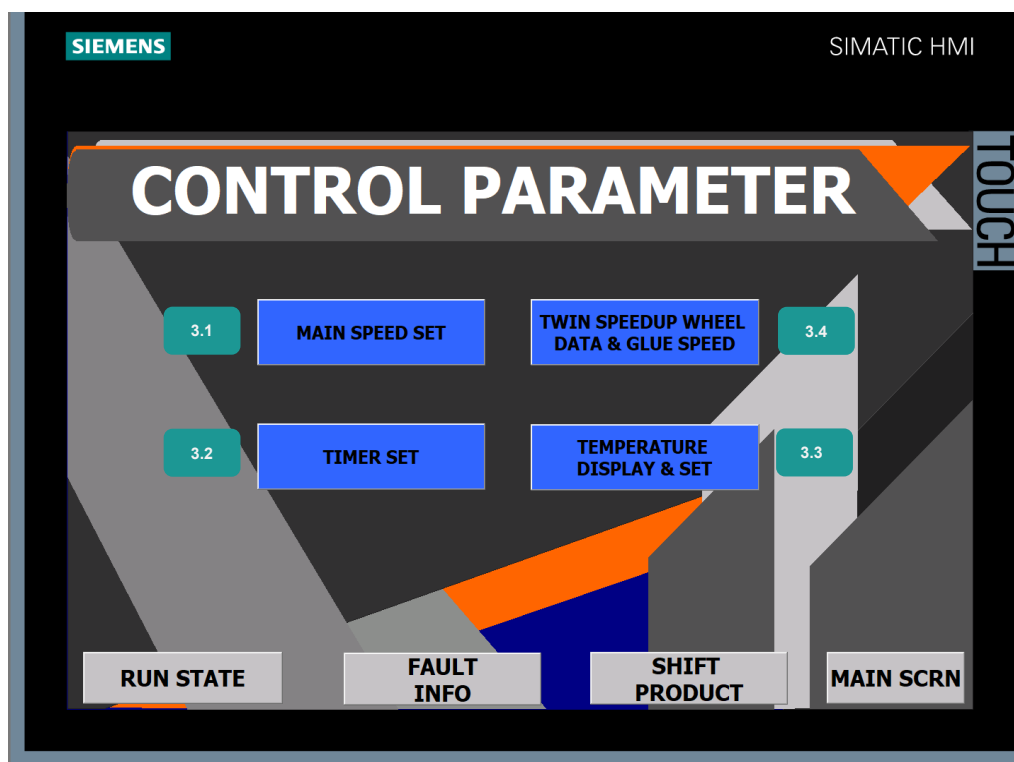 SIEMENS
SIMATIC HMI
TOUCH
CONTROL PARAMETER
3.1
MAIN SPEED SET
TWIN SPEEDUP WHEEL
DATA & GLUE SPEED
3.4
3.2
TIMER SET
TEMPERATURE
DISPLAY & SET
3.3
RUN STATE
FAULT
INFO
SHIFT
PRODUCT
MAIN SCRN